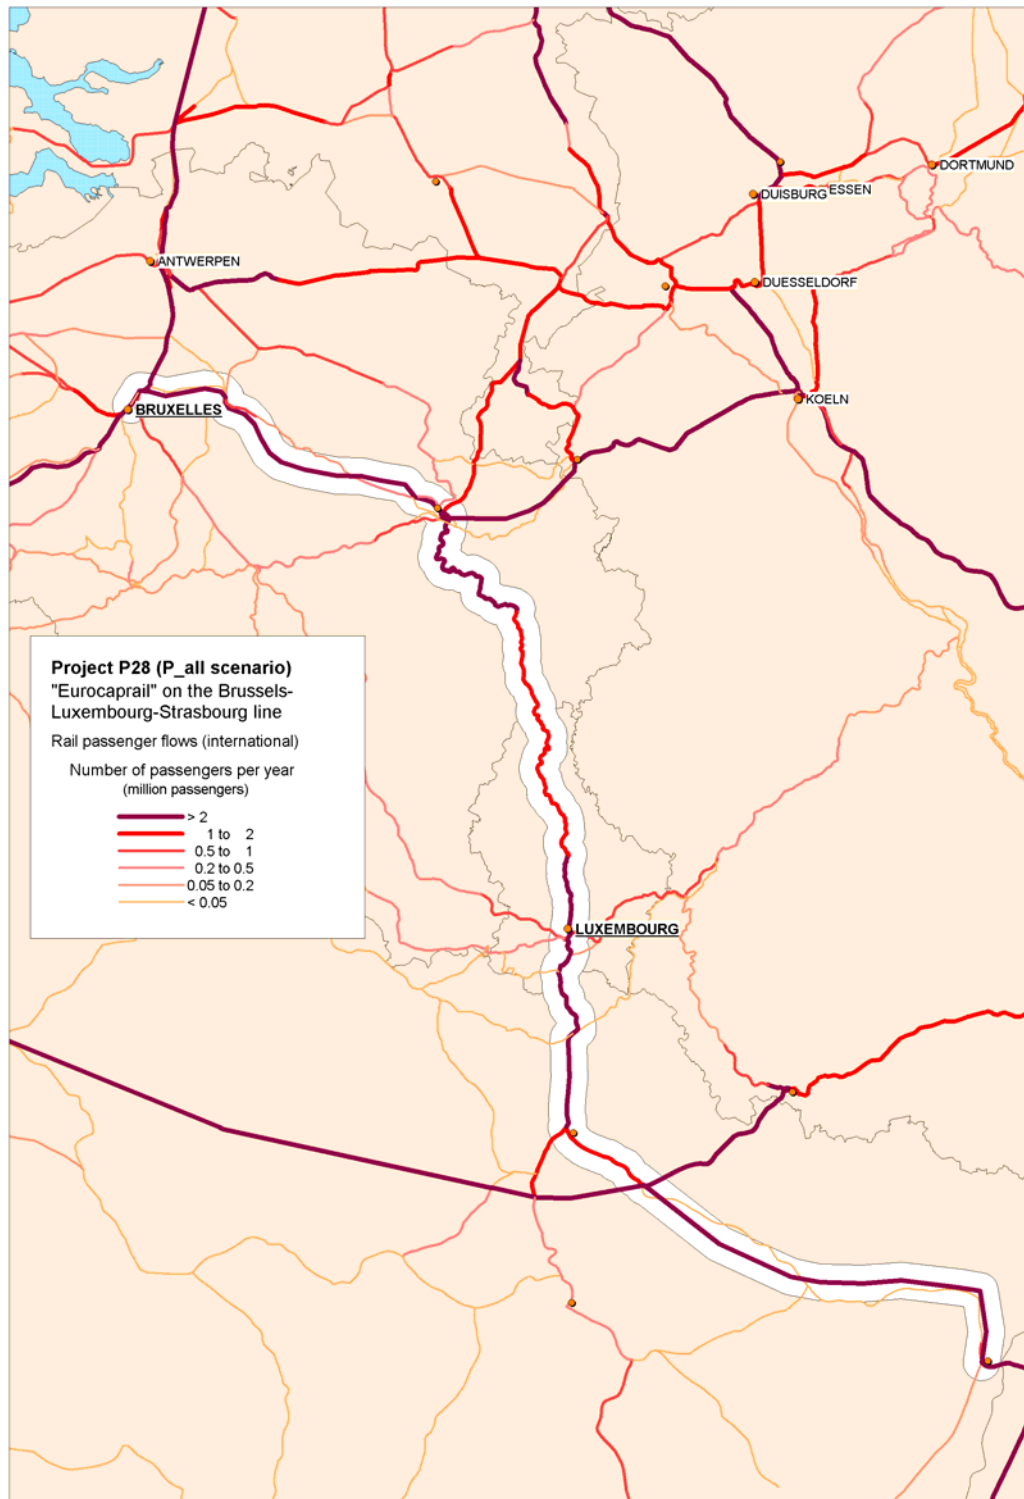 DORTMUND
DUISBURG ESSEN
ANTWERPEN
DUESSELDORF
KOELN
BRUXELLES
Project P28 (P_all scenario)
"Eurocaprail" on the Brussels-
Luxembourg-Strasbourg line
Rail passenger flows (international)
Number of passengers per year
(million passengers)
> 2
1 to 2
0.5 to 1
0.2 to 0.5
0.05 to 0.2
< 0.05
LUXEMBOURG